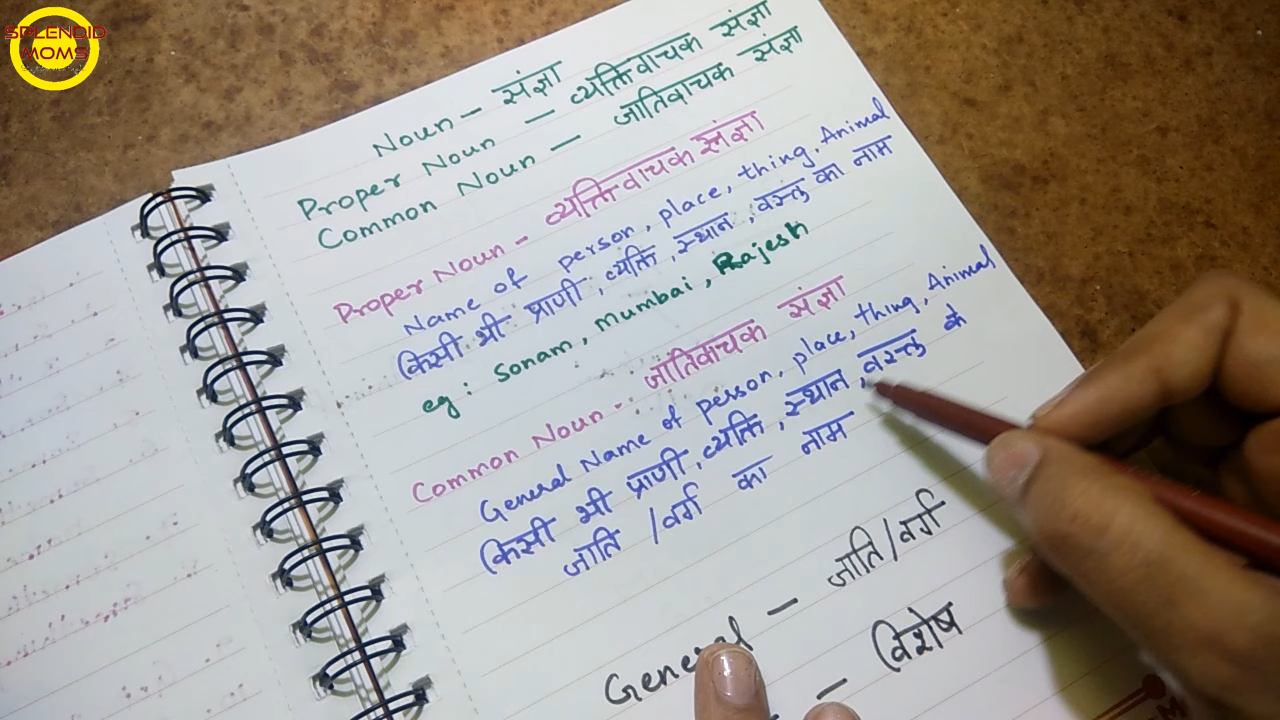 SPLENDID
MOMS
Noun - संज्ञा
Proper Noun - व्यक्तिवाचक संज्ञा
Common Noun - जातिवाचक संज्ञा
Proper Noun - व्यक्तिवाचक संज्ञा
Name of person, place, thing, Animal
किसी भी प्राणी, व्यक्ति, स्थान, वस्तु का नाम
eg: Sonam, mumbai, Rajesh
Common Noun - जातिवाचक संज्ञा
General Name of person, place, thing, Animal
किसी भी प्राणी, व्यक्ति, स्थान, वस्तु के
जाति / वर्ग का नाम
General - जाति/वर्ग
- विशेष